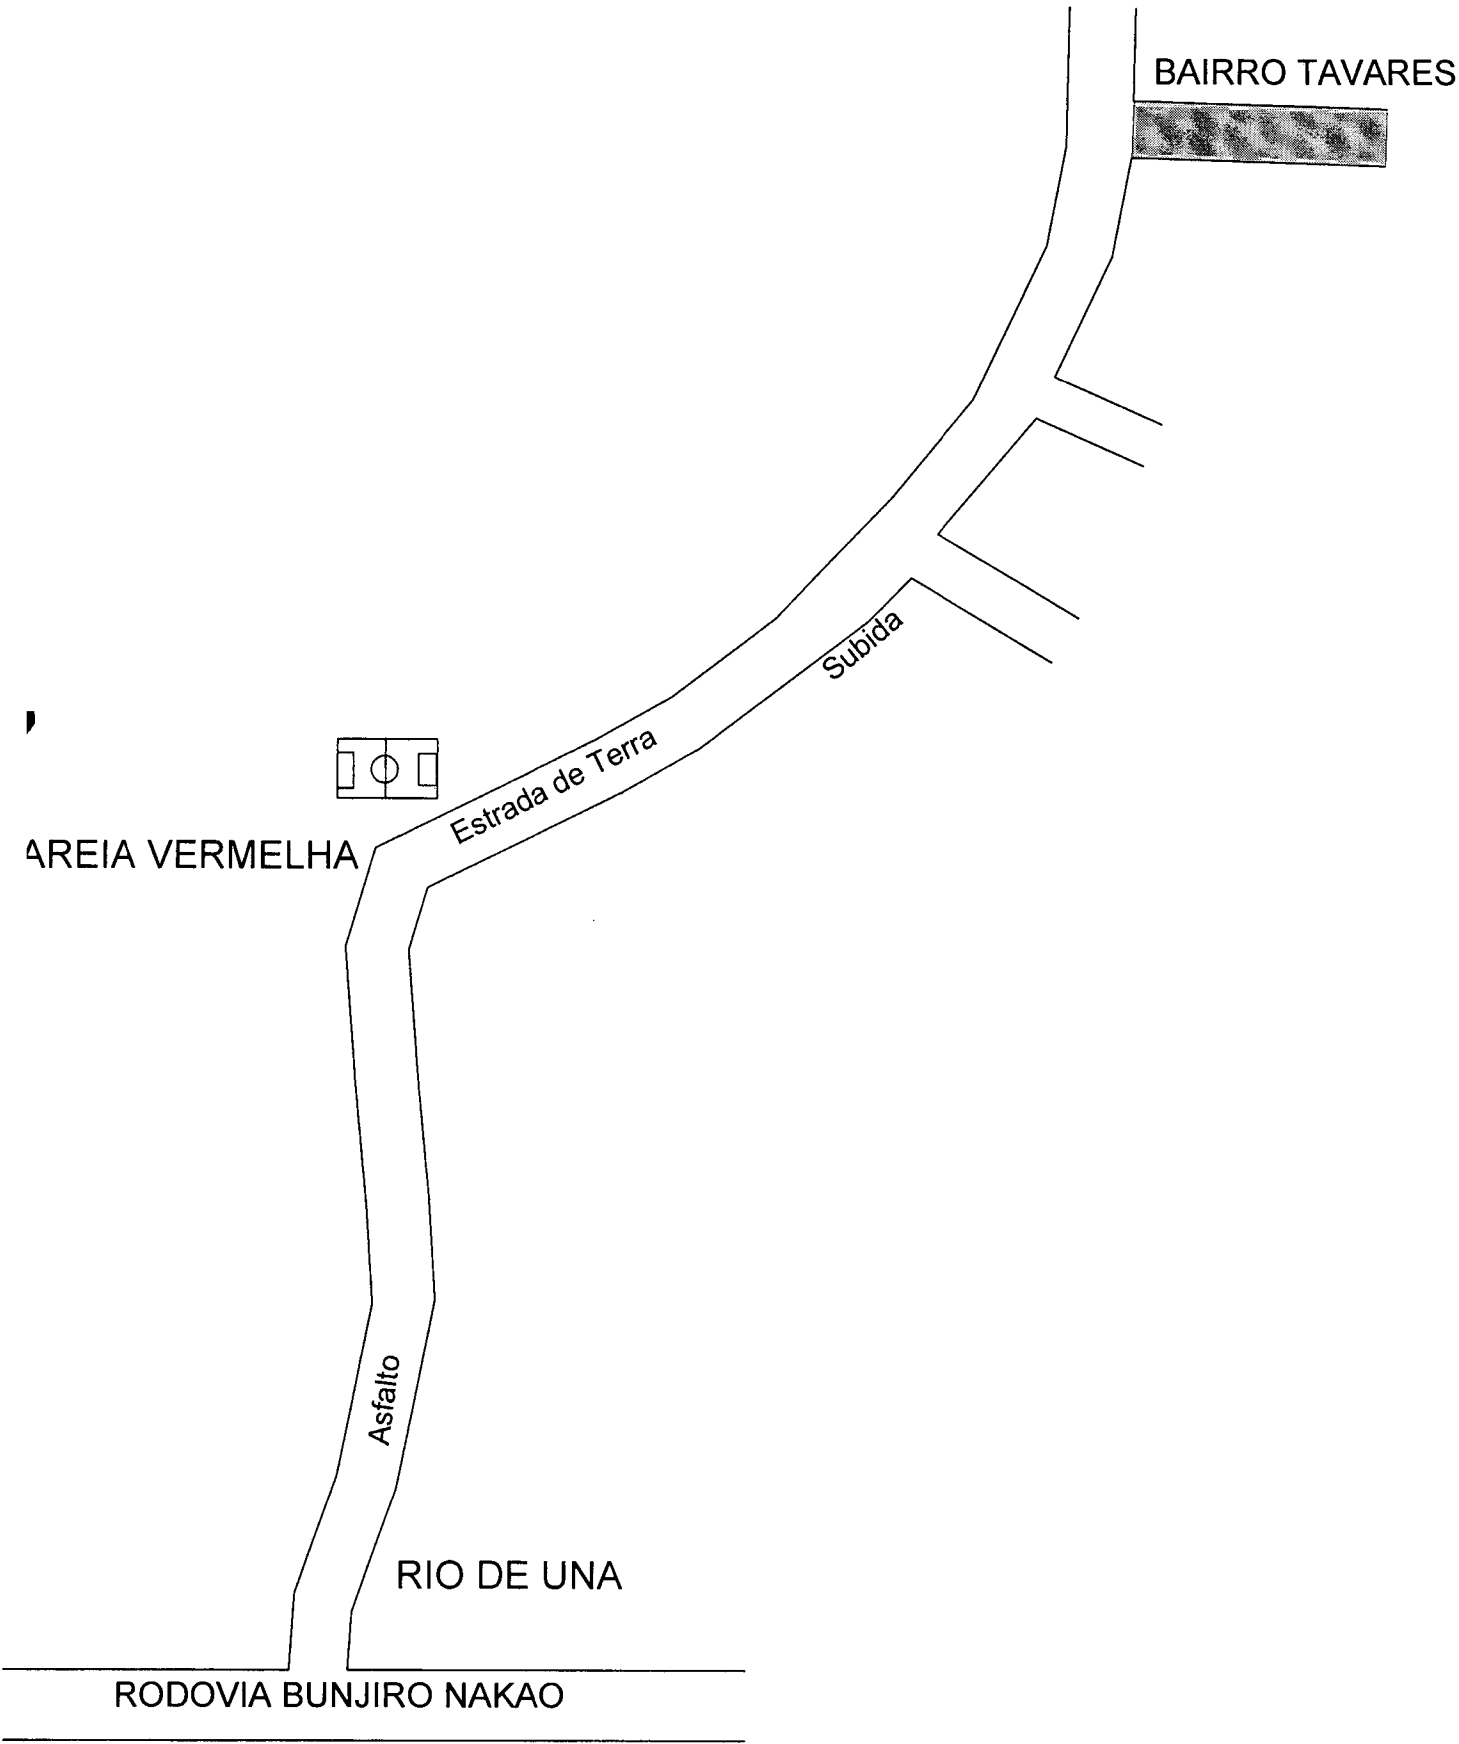 BAIRRO TAVARES
Subida
Estrada de Terra
AREIA VERMELHA
Asfalto
RIO DE UNA
RODOVIA BUNJIRO NAKAO